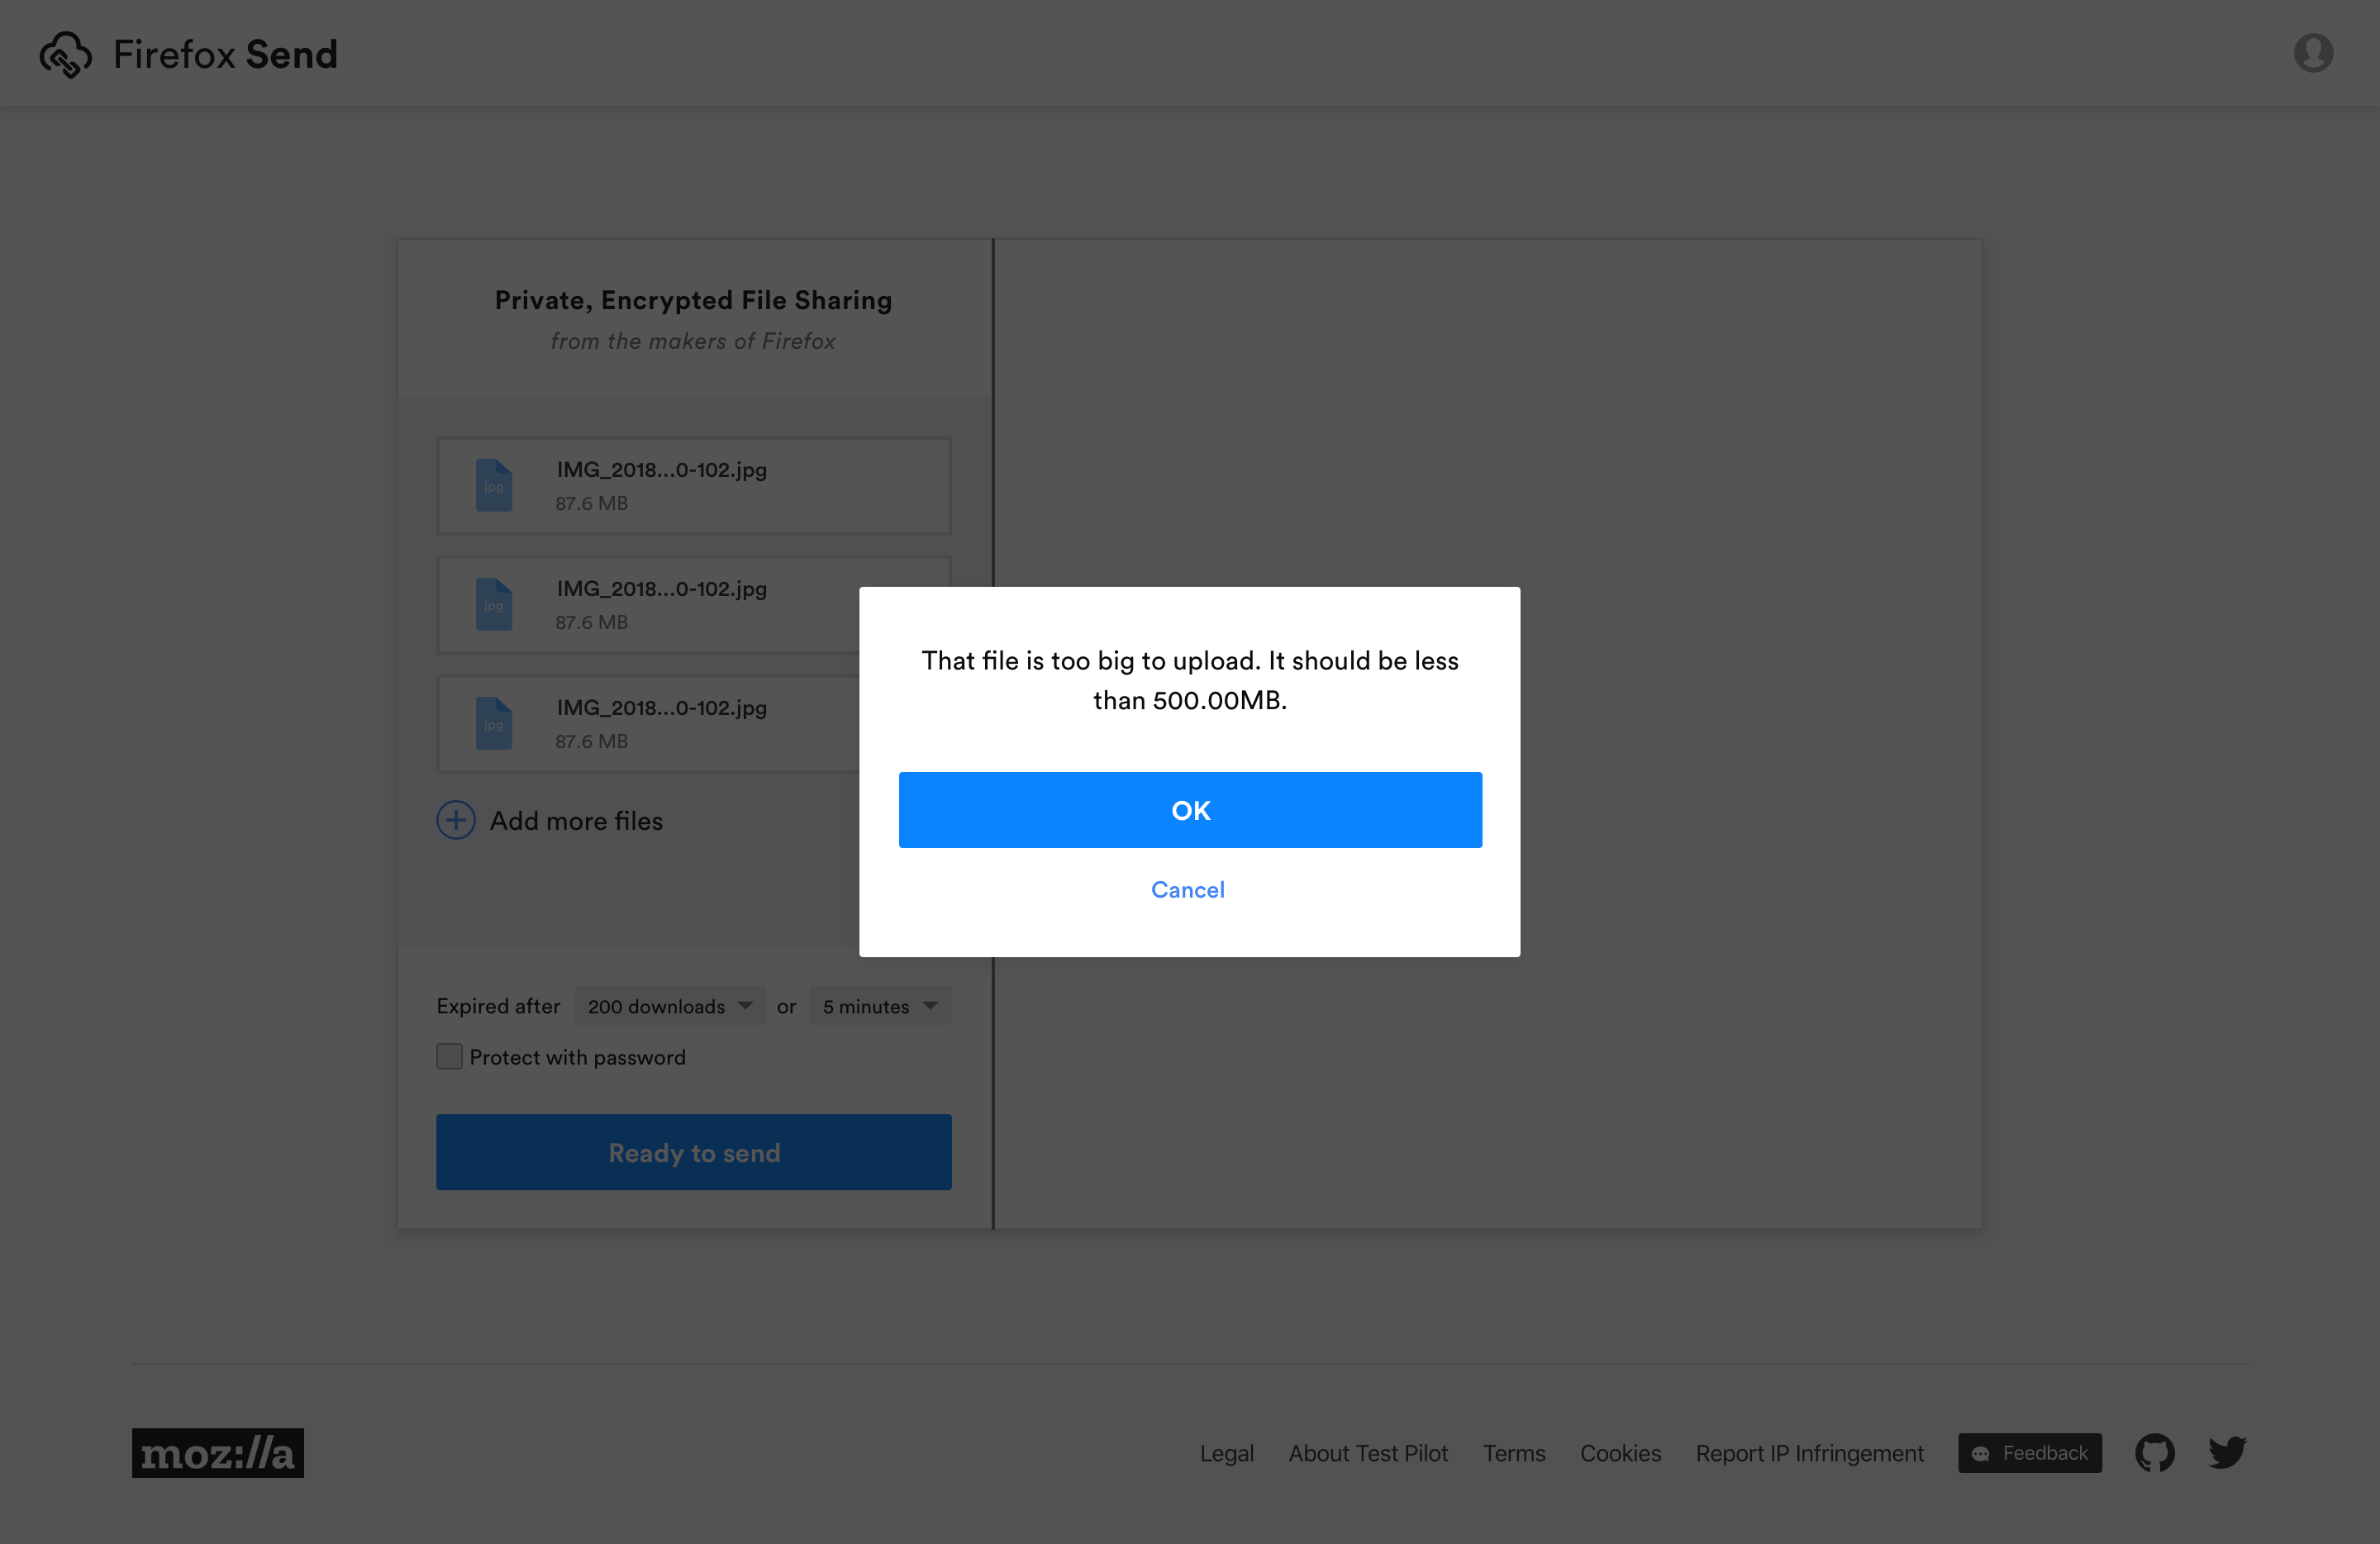 Firefox Send
Private, Encrypted File Sharing
from the makers of Firefox
jpg
IMG_2018...0-102.jpg
87.6 MB
jpg
IMG_2018...0-102.jpg
87.6 MB
jpg
IMG_2018...0-102.jpg
87.6 MB
Add more files
That file is too big to upload. It should be less
than 500.00MB.
OK
Cancel
Expired after 200 downloads or 5 minutes
Protect with password
Ready to send
moz://a
Legal About Test Pilot Terms Cookies Report IP Infringement Feedback